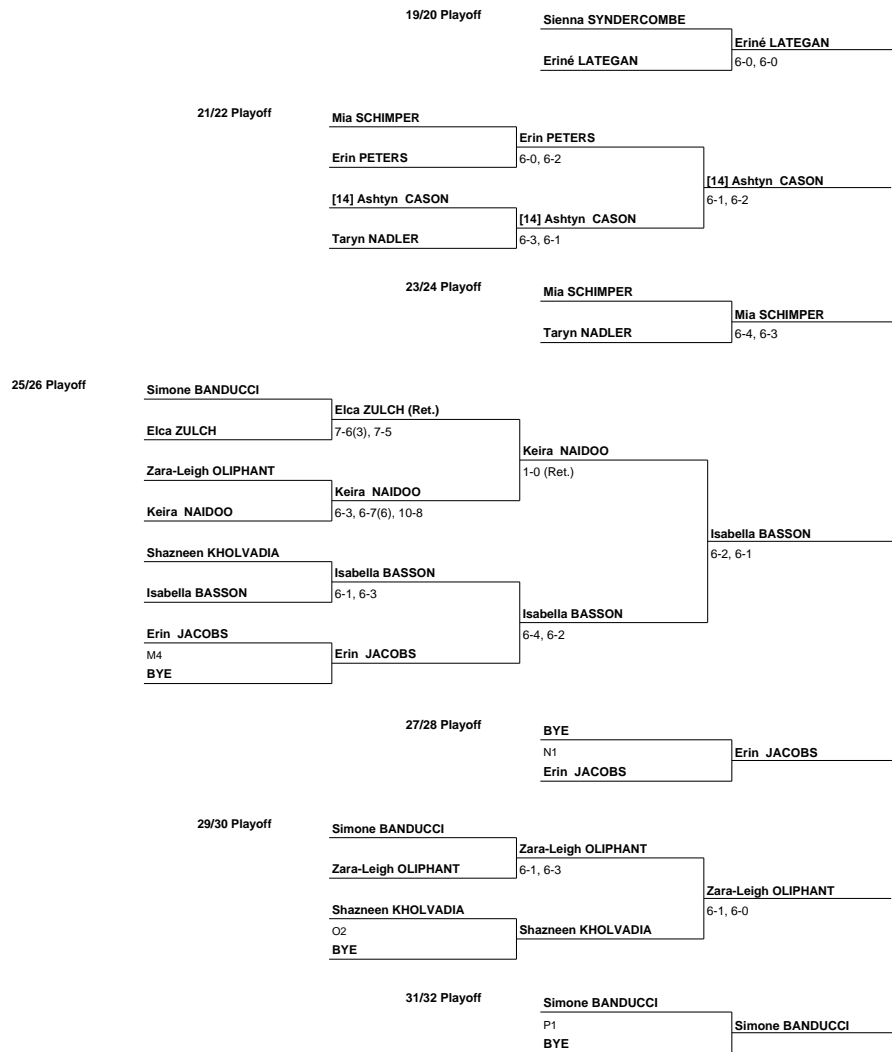 19/20 Playoff
Sienna SYNDERCOMBE
Eriné LATEGAN
Eriné LATEGAN
6-0, 6-0
21/22 Playoff
Mia SCHIMPER
Erin PETERS
Erin PETERS
6-0, 6-2
[14] Ashtyn CASON
6-1, 6-2
[14] Ashtyn CASON
[14] Ashtyn CASON
Taryn NADLER
6-3, 6-1
23/24 Playoff
Mia SCHIMPER
Mia SCHIMPER
Taryn NADLER
6-4, 6-3
25/26 Playoff
Simone BANDUCCI
Elca ZULCH (Ret.)
Elca ZULCH
7-6(3), 7-5
Keira NAIDOO
1-0 (Ret.)
Zara-Leigh OLIPHANT
Keira NAIDOO
Keira NAIDOO
6-3, 6-7(6), 10-8
Isabella BASSON
6-2, 6-1
Shazneen KHOLVADIA
Isabella BASSON
Isabella BASSON
6-1, 6-3
Isabella BASSON
6-4, 6-2
Erin JACOBS
M4
Erin JACOBS
BYE
27/28 Playoff
BYE
N1
Erin JACOBS
Erin JACOBS
29/30 Playoff
Simone BANDUCCI
Zara-Leigh OLIPHANT
Zara-Leigh OLIPHANT
6-1, 6-3
Zara-Leigh OLIPHANT
6-1, 6-0
Shazneen KHOLVADIA
O2
Shazneen KHOLVADIA
BYE
31/32 Playoff
Simone BANDUCCI
P1
Simone BANDUCCI
BYE